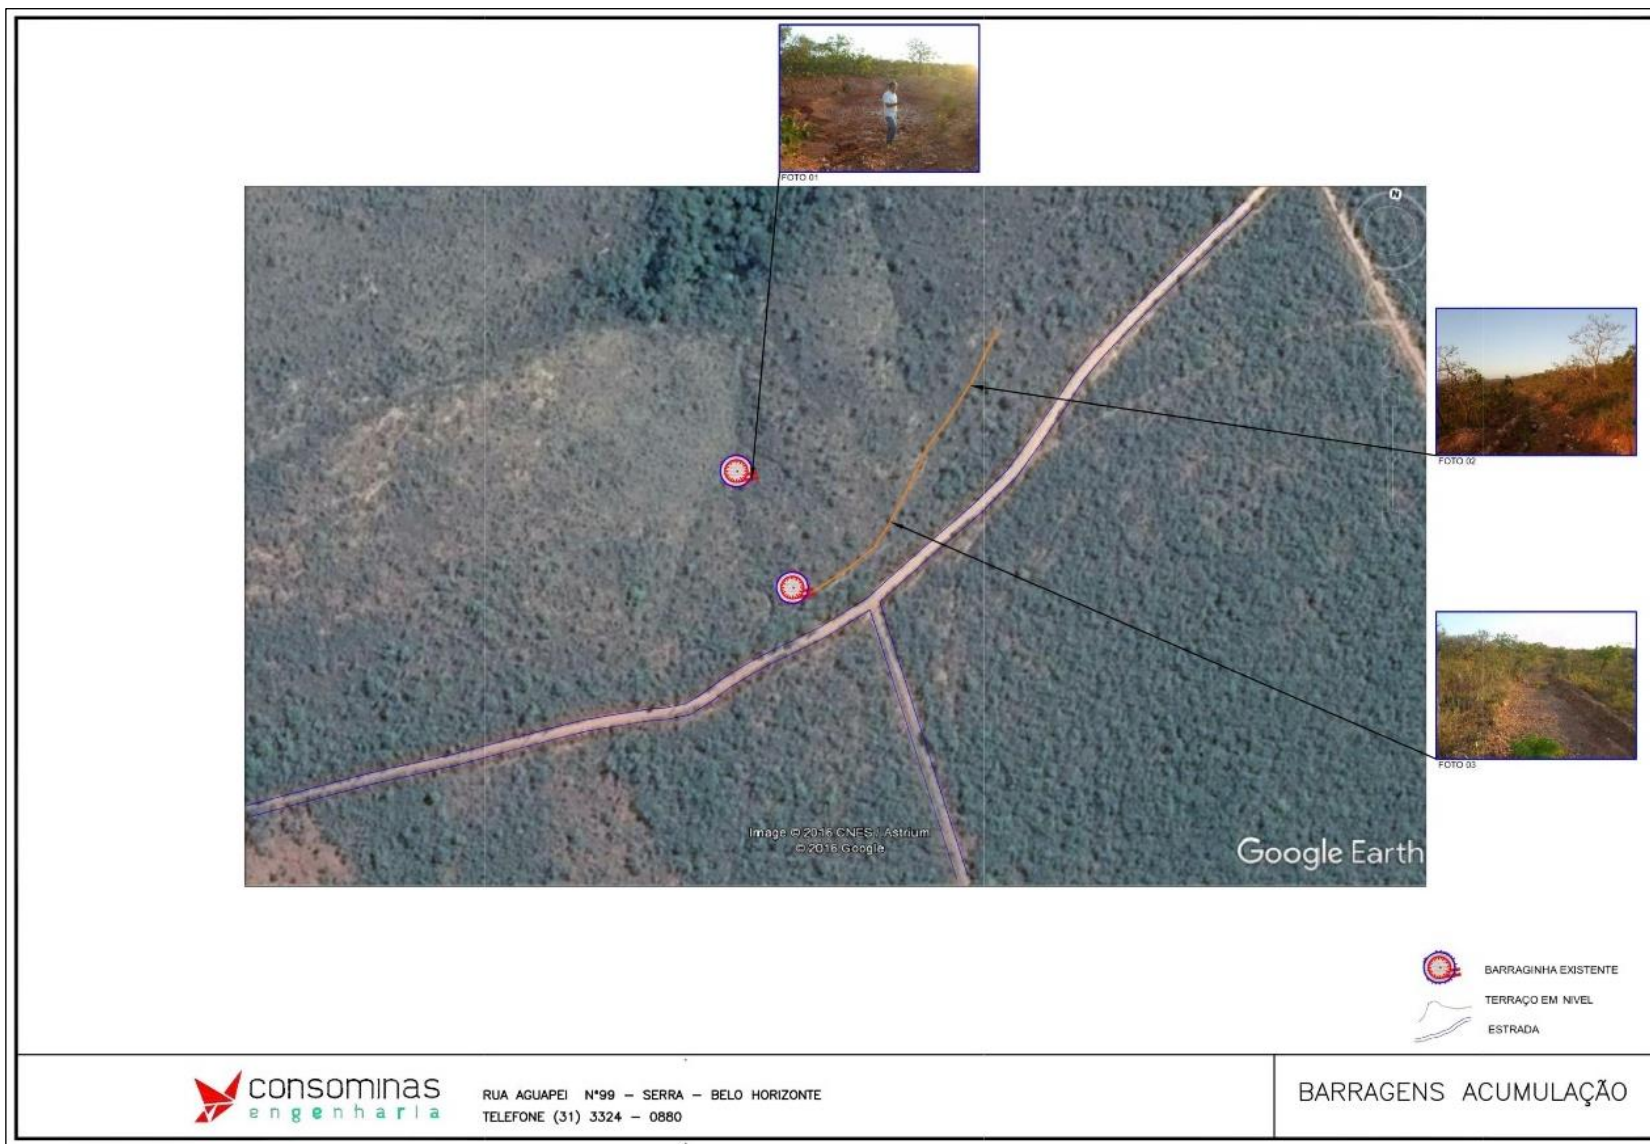 FOTO 01
N
FOTO 02
FOTO 03
Image © 2016 CNES / Astrium
© 2016 Google
Google Earth
BARRAGINHA EXISTENTE
TERRAÇO EM NIVEL
ESTRADA
consominas
engenharia
RUA AGUAPEI N°99 – SERRA – BELO HORIZONTE
TELEFONE (31) 3324 – 0880
BARRAGENS ACUMULAÇÃO